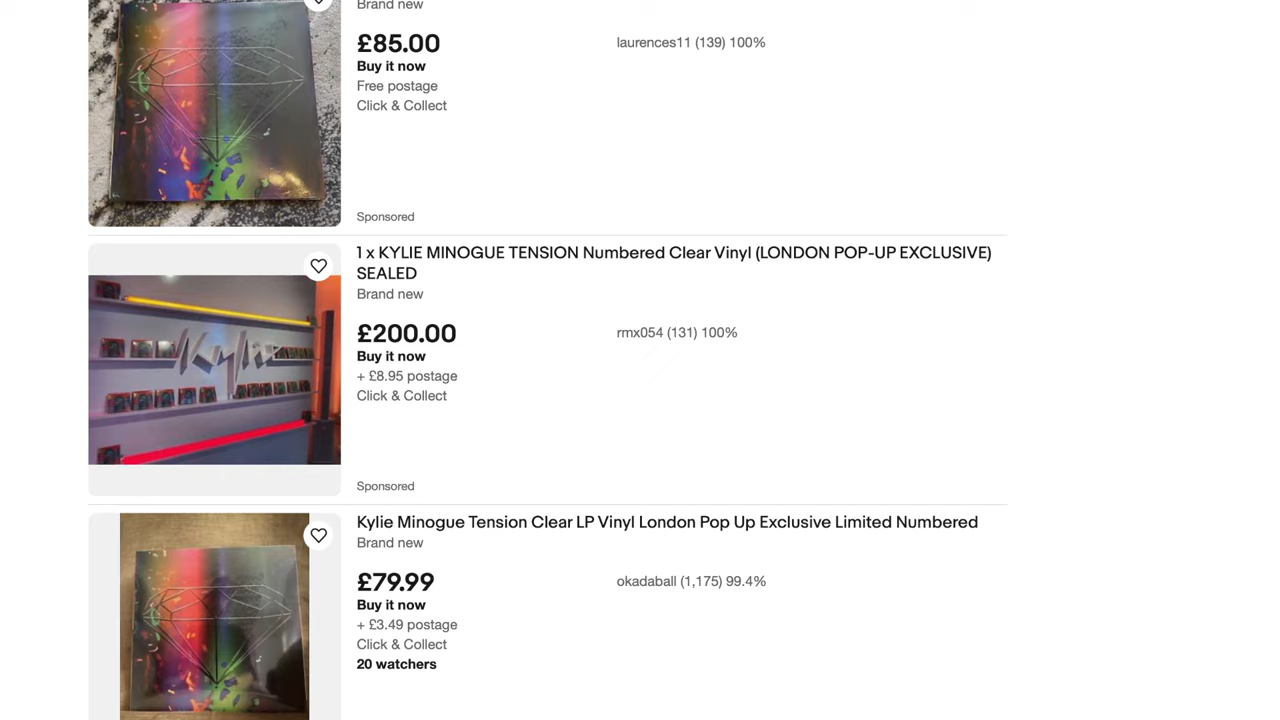 Brand new
£85.00
laurences11 (139) 100%
Buy it now
Free postage
Click & Collect
Sponsored
1 x KYLIE MINOGUE TENSION Numbered Clear Vinyl (LONDON POP-UP EXCLUSIVE)
SEALED
Brand new
£200.00
rmx054 (131) 100%
Buy it now
+ £8.95 postage
Click & Collect
Kylie
Sponsored
Kylie Minogue Tension Clear LP Vinyl London Pop Up Exclusive Limited Numbered
Brand new
£79.99
okadaball (1,175) 99.4%
Buy it now
+ £3.49 postage
Click & Collect
20 watchers